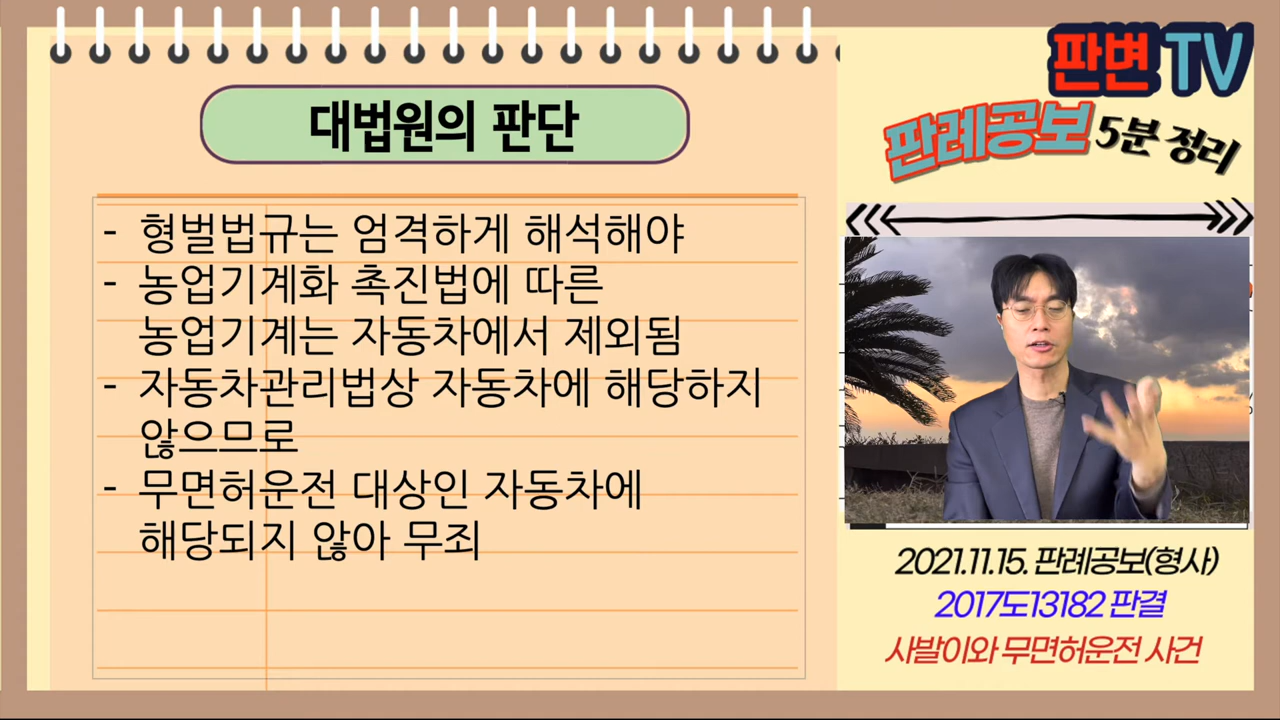 대법원의 판단
- 형벌법규는 엄격하게 해석해야
- 농업기계화 촉진법에 따른
농업기계는 자동차에서 제외됨
- 자동차관리법상 자동차에 해당하지
않으므로
- 무면허운전 대상인 자동차에
해당되지 않아 무죄
판변 TV
판례공보 5분 정리
2021.11.15. 판례공보(형사)
2017도13182 판결
사발이와 무면허운전 사건